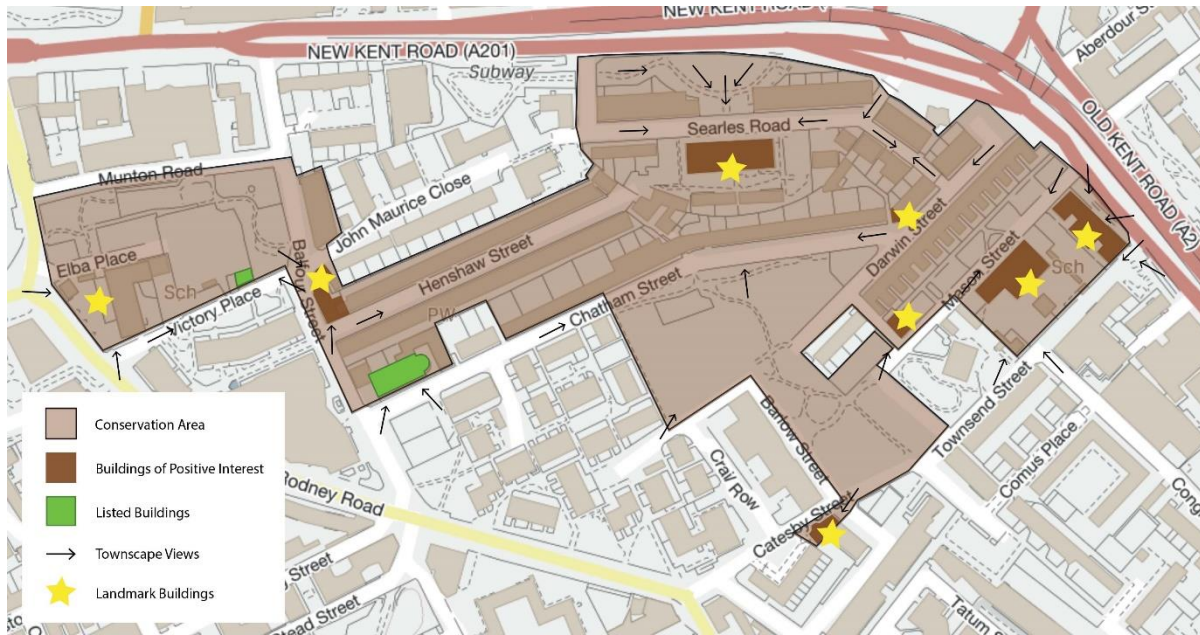 NEW KENT ROAD (
NEW KENT ROAD (A201)
Subway
Aberdour St
OLD KENT ROAD (A2)
Searles Road
Munton Road
John Maurice Close
Elba Place
Sch
Balfour Street
Henshaw Street
Darwin Street
Mason Street
Sch
Victory Place
PW
Chatham Street
Townsend Street
Barlow Street
Comus Place
Crail Row
Rodney Road
Catesby Street
Cong
Tatum S
stead Street
Conservation Area
Buildings of Positive Interest
Listed Buildings
Townscape Views
Landmark Buildings